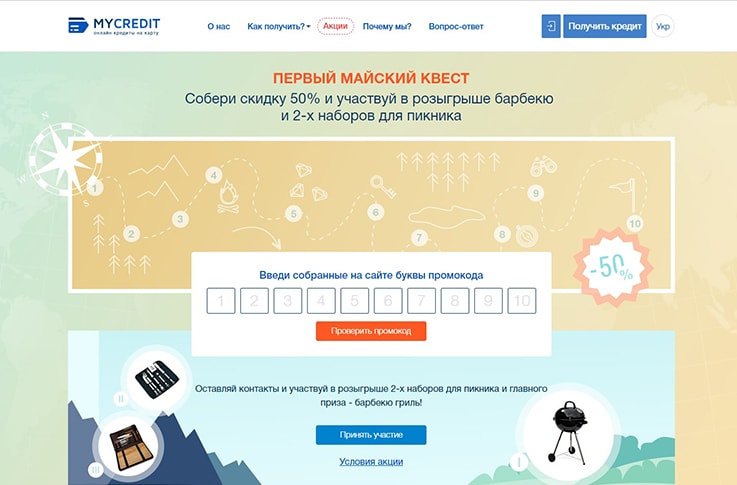 MYCREDIT
онлайн кредиты на карту
О нас
Как получить?
Акции
Почему мы?
Вопрос-ответ
Получить кредит
Укр
ПЕРВЫЙ МАЙСКИЙ КВЕСТ
Собери скидку 50% и участвуй в розыгрыше барбекю
и 2-х наборов для пикника
N
W
E
S
1
2
3
4
5
6
7
8
9
10
-50%
Введи собранные на сайте буквы промокода
1 2 3 4 5 6 7 8 9 10
Проверить промокод
Оставляй контакты и участвуй в розыгрыше 2-х наборов для пикника и главного
приза - барбекю гриль!
Принять участие
Условия акции
II
III
I